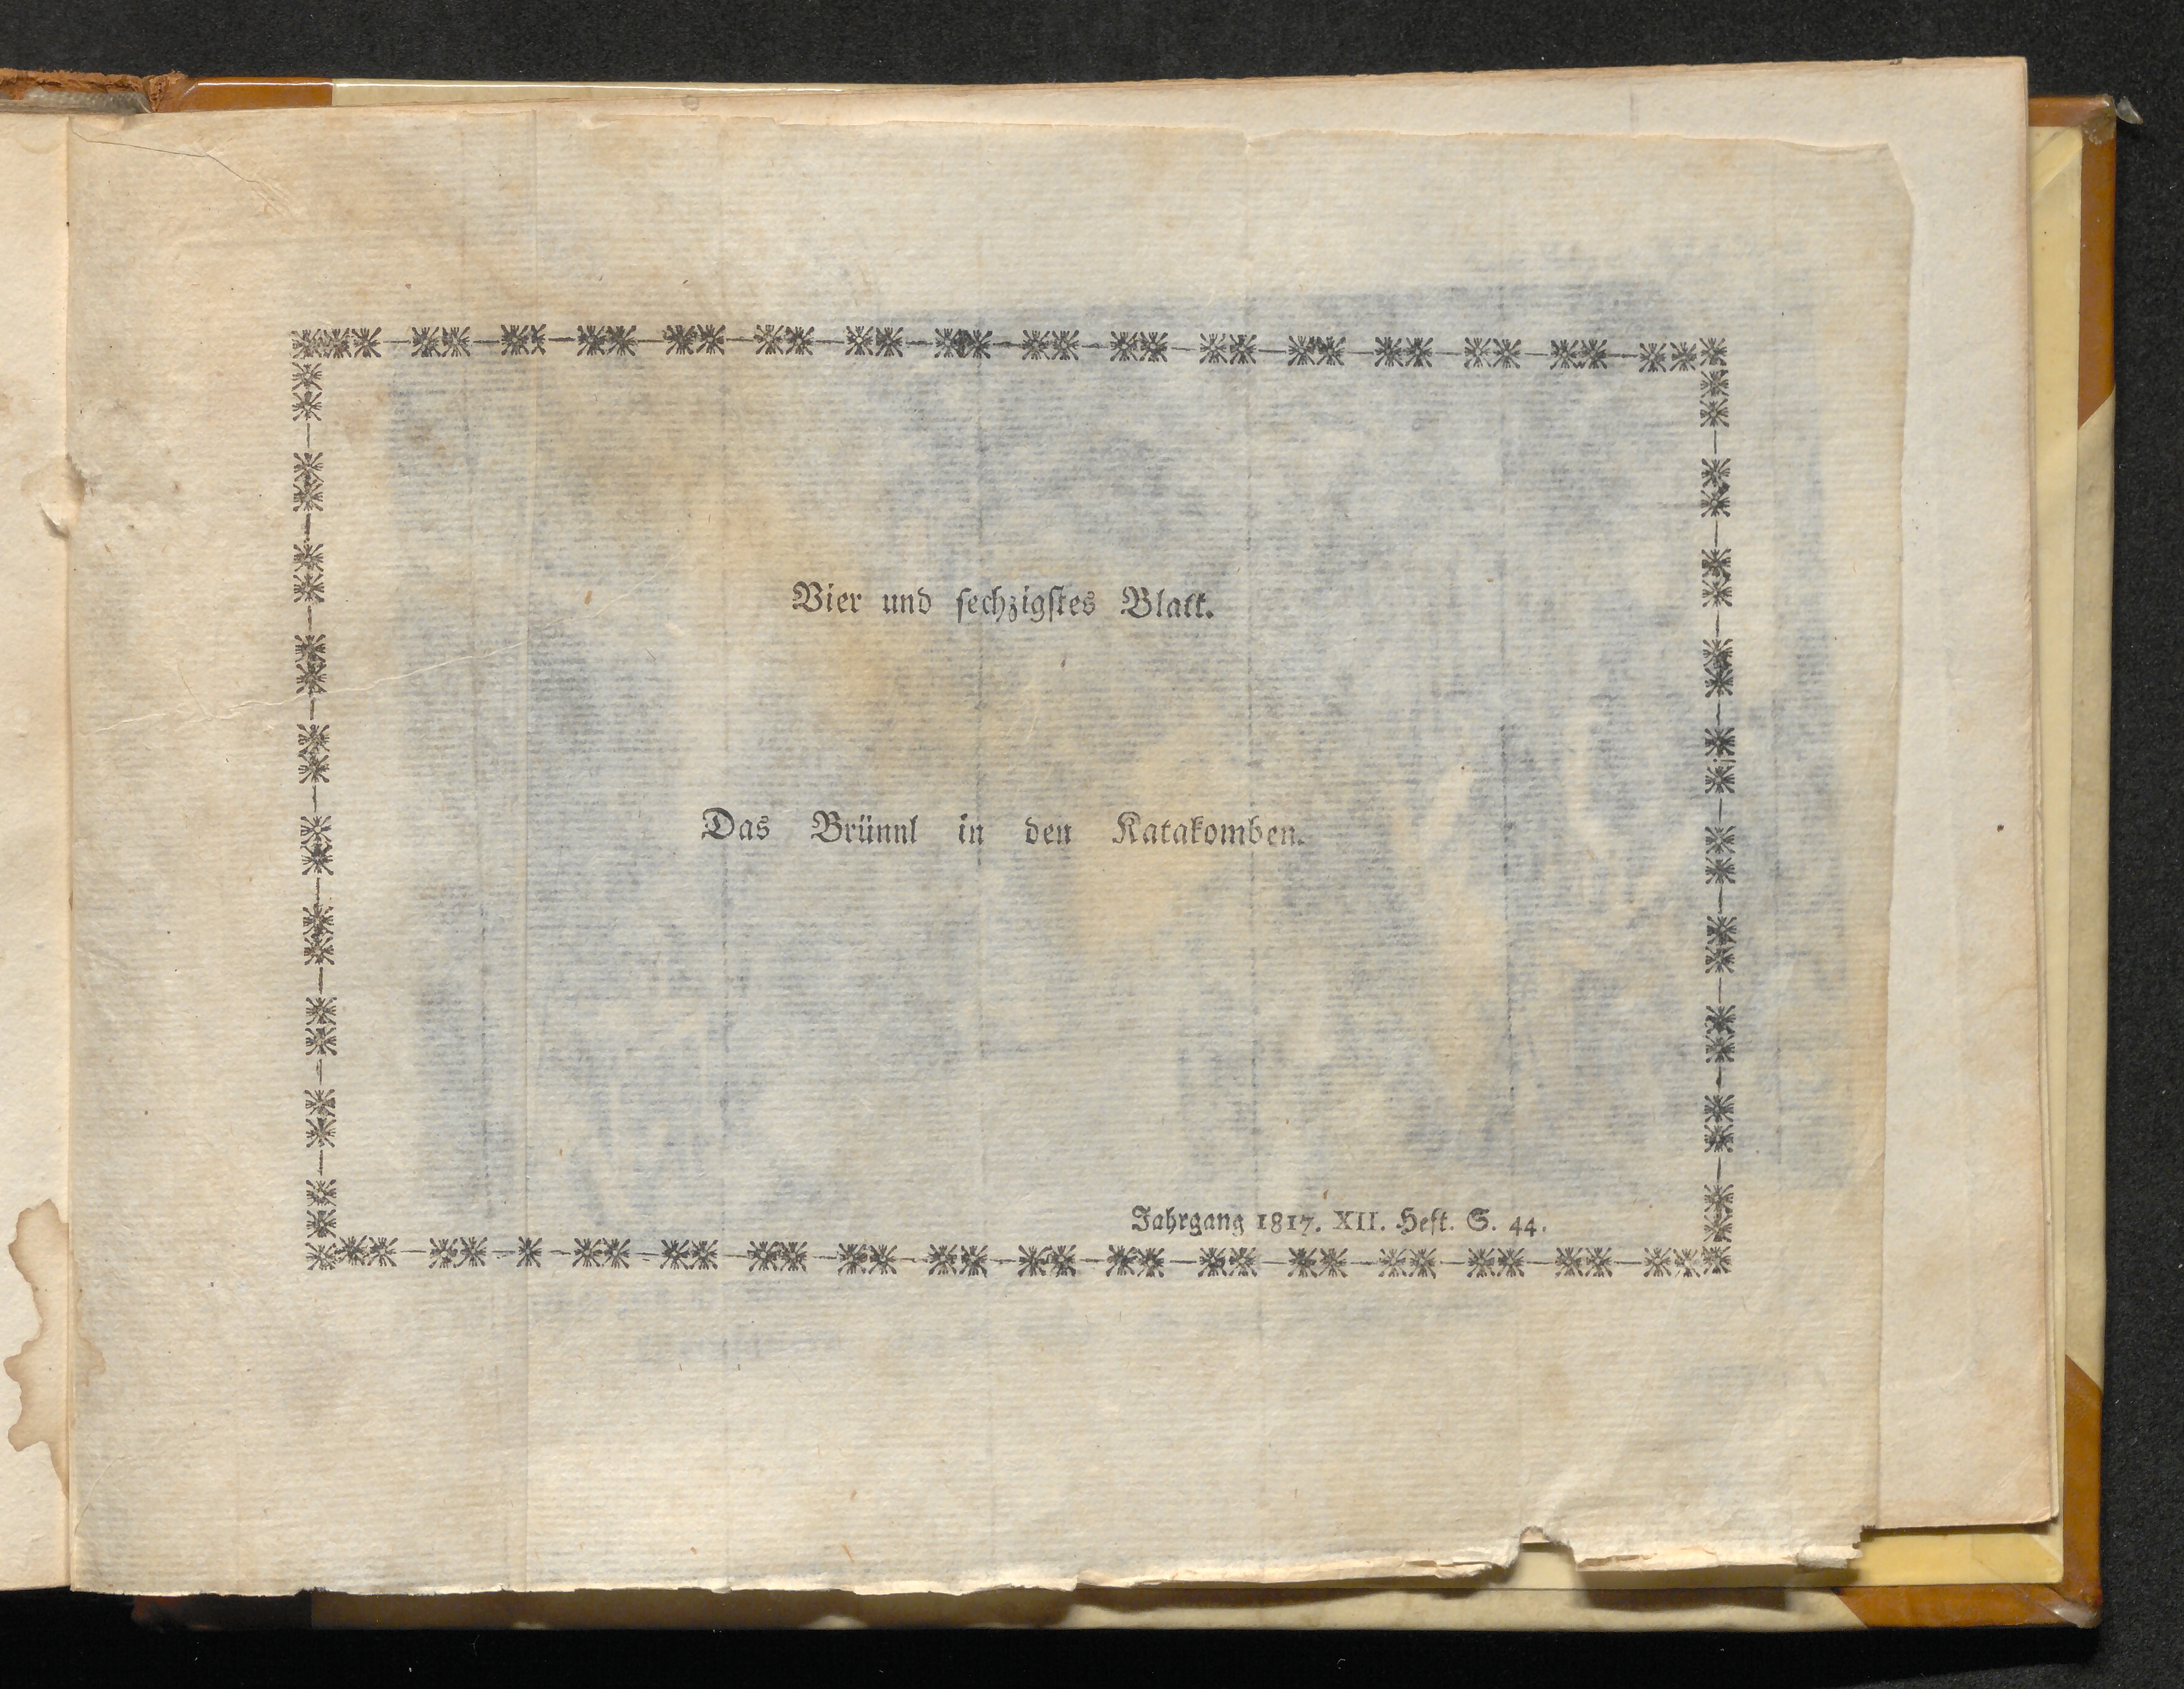 Vier und sechzigstes Blatt.
Das Brünnl in den Katakomben.
Jahrgang 1817. XII. Heft. S. 44.